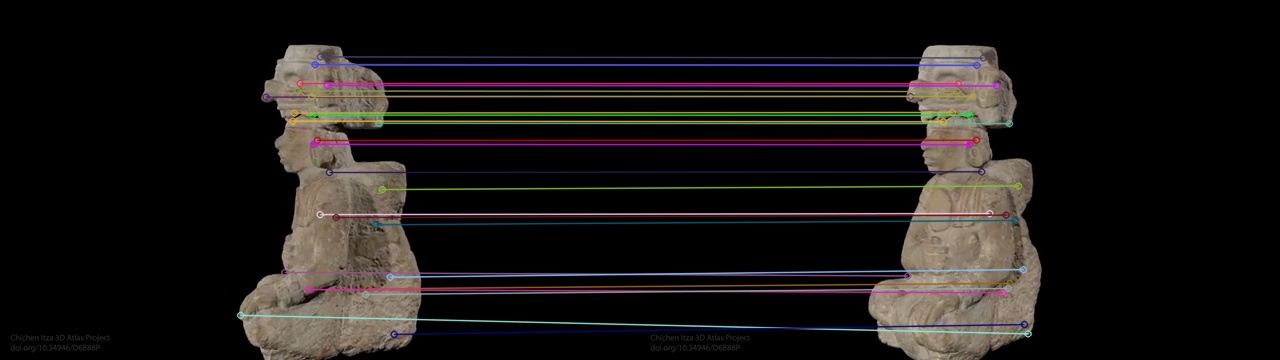 Chichen Itza 3D Atlas Project
doi.org/10.34946/D6B88P
Chichen Itza 3D Atlas Project
doi.org/10.34946/D6B88P